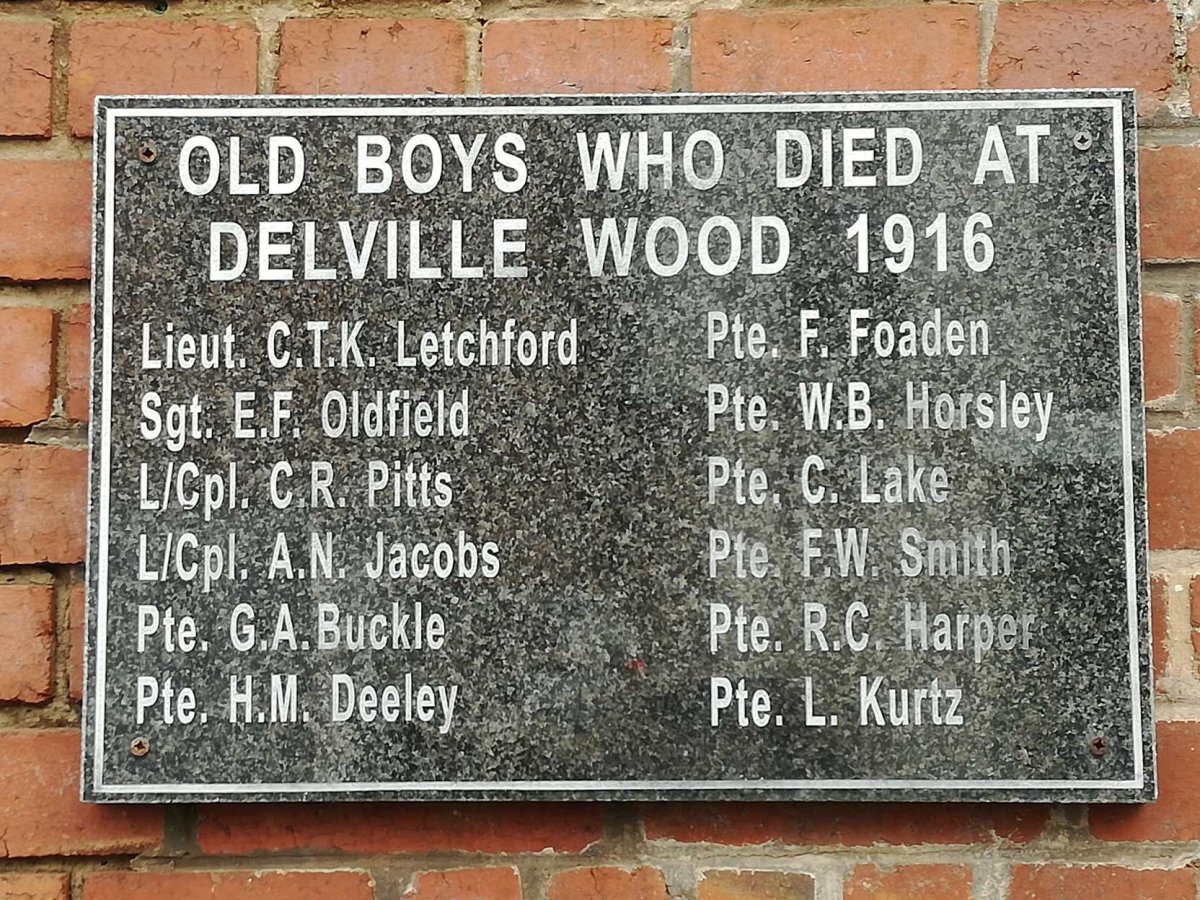 OLD BOYS WHO DIED AT
DELVILLE WOOD 1916
Lieut. C.T.K. Letchford
Sgt. E.F. Oldfield
L/Cpl. C.R. Pitts
L/Cpl. A.N. Jacobs
Pte. G.A.Buckle
Pte. H.M. Deeley
Pte. F. Foaden
Pte. W.B. Horsley
Pte. C. Lake
Pte. F.W. Smith
Pte. R.C. Harper
Pte. L. Kurtz